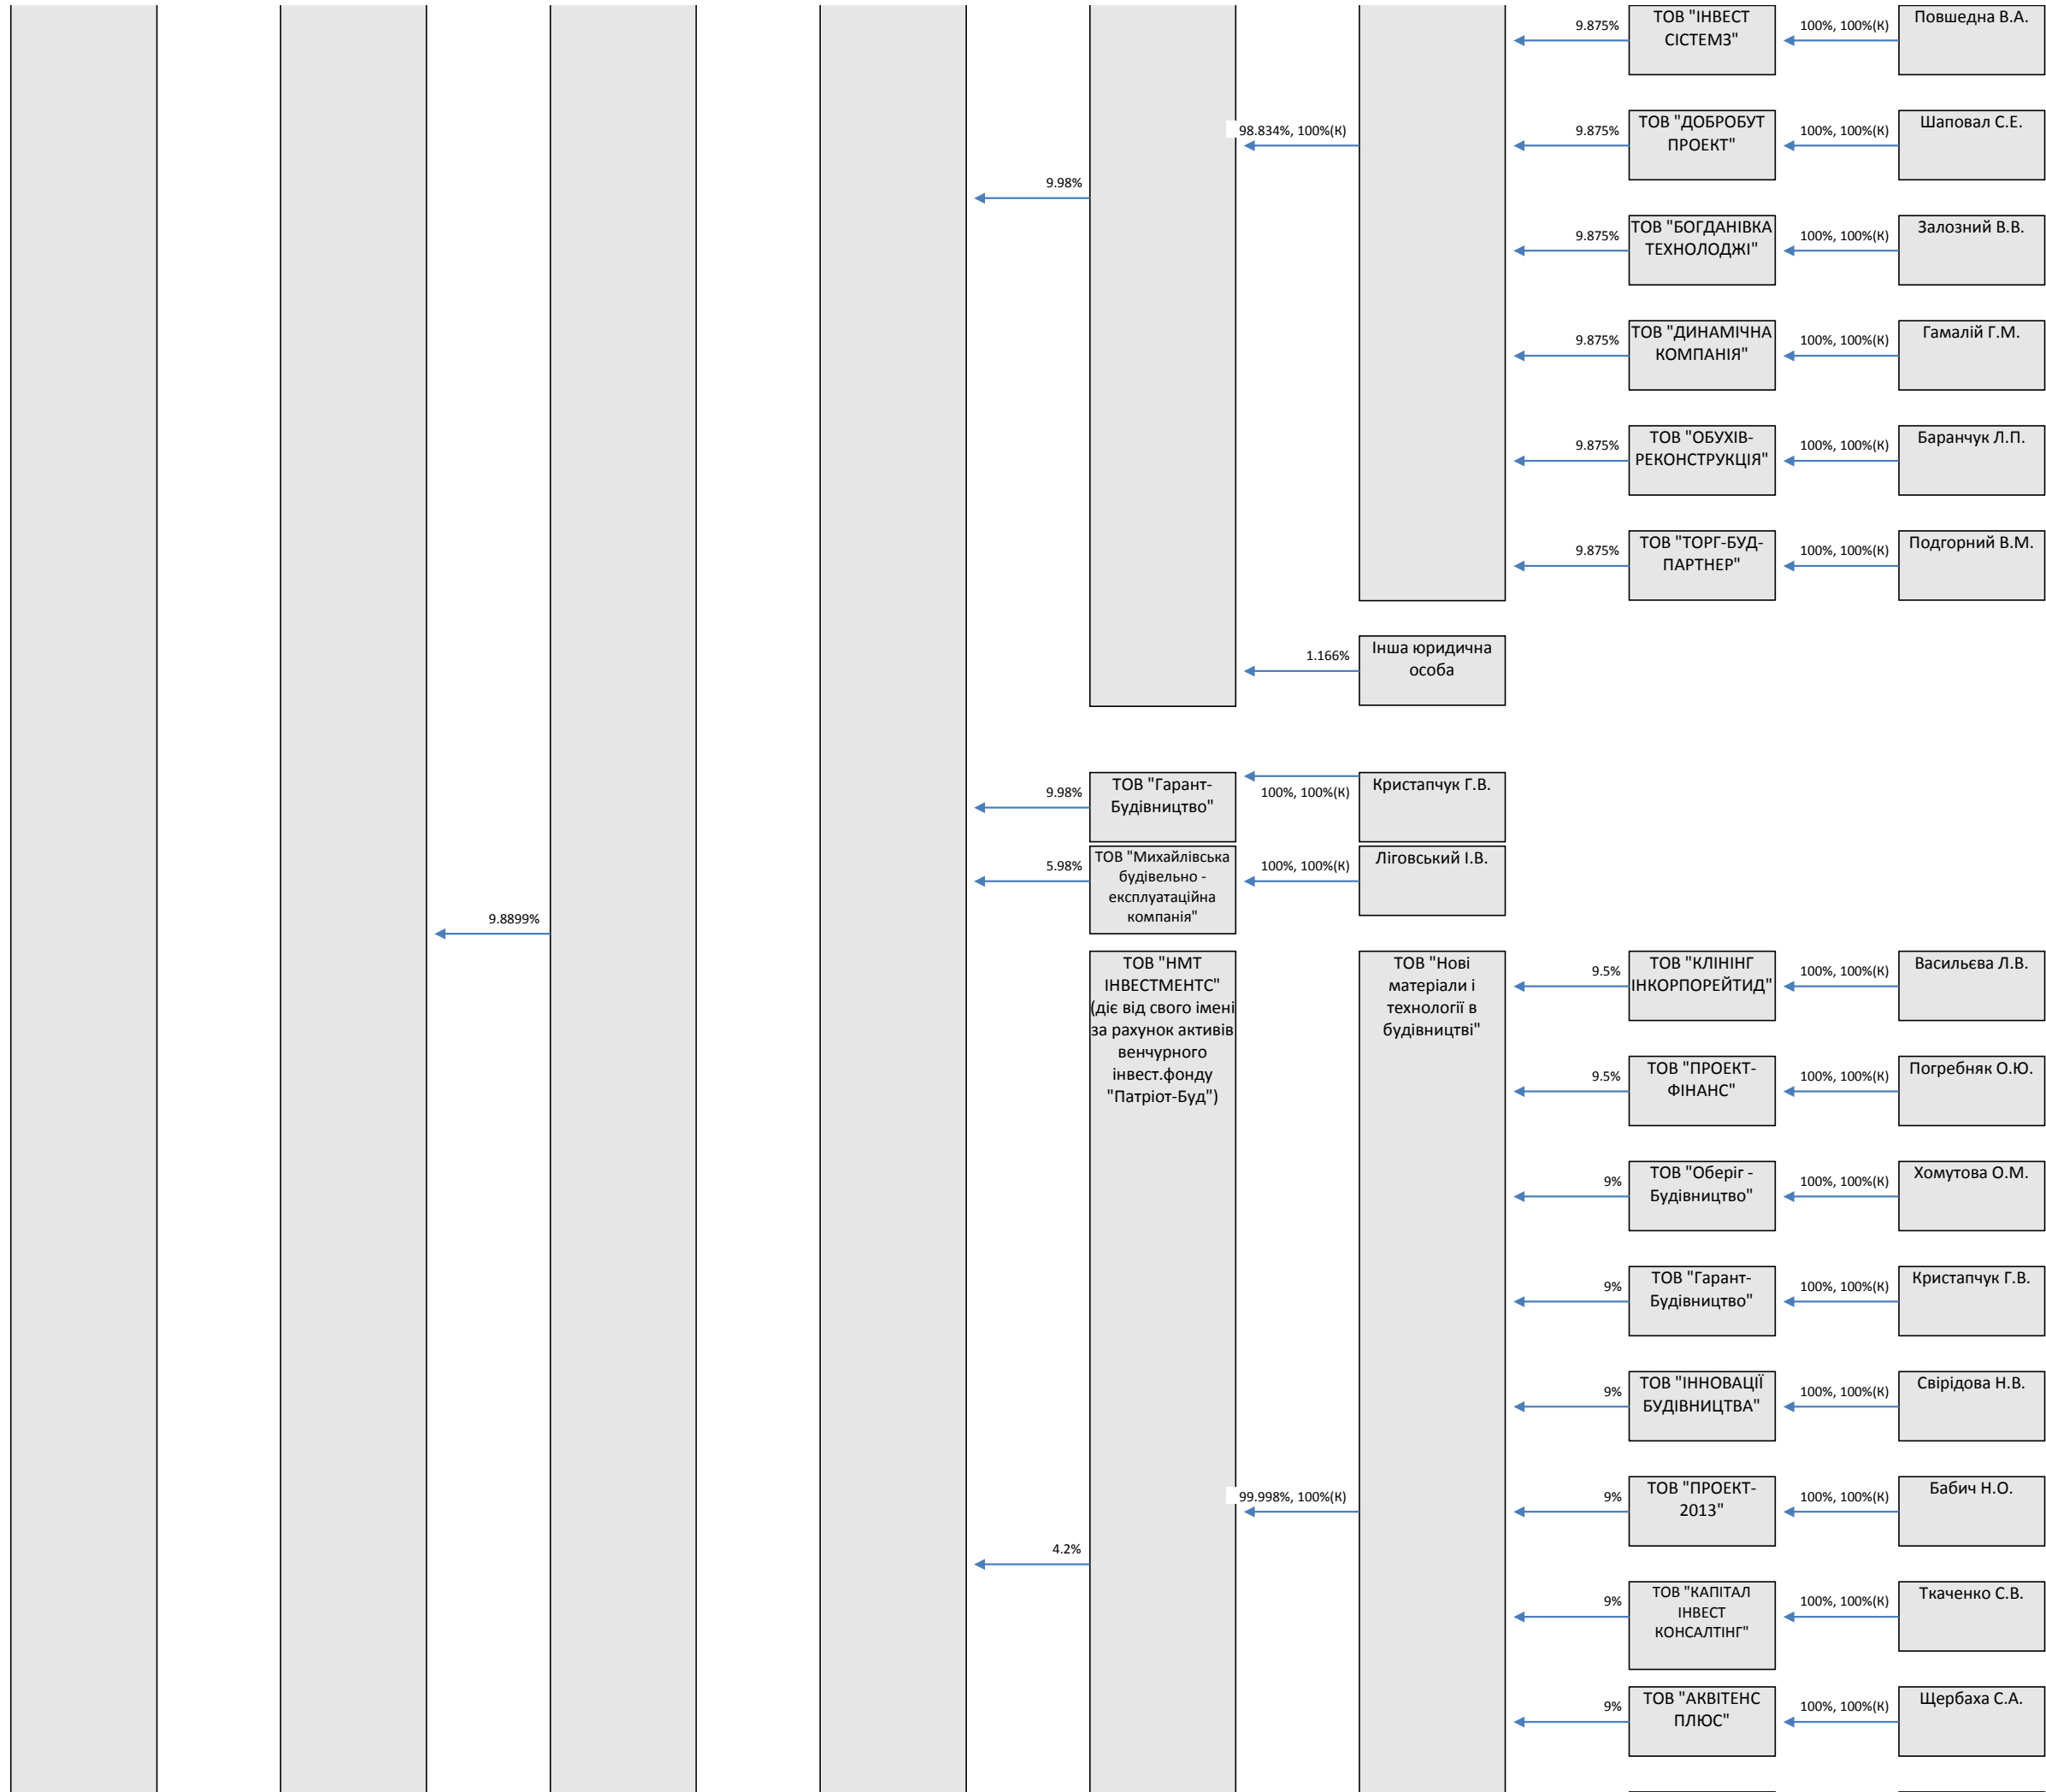 9.875%
ТОВ "ІНВЕСТ
СІСТЕМЗ"
100%, 100%(К)
Повшедна В.А.
98.834%, 100%(К)
9.875%
ТОВ "ДОБРОБУТ
ПРОЕКТ"
100%, 100%(К)
Шаповал С.Е.
9.98%
9.875%
ТОВ "БОГДАНІВКА
ТЕХНОЛОДЖІ"
100%, 100%(К)
Залозний В.В.
9.875%
ТОВ "ДИНАМІЧНА
КОМПАНІЯ"
100%, 100%(К)
Гамалій Г.М.
9.875%
ТОВ "ОБУХІВ-
РЕКОНСТРУКЦІЯ"
100%, 100%(К)
Баранчук Л.П.
9.875%
ТОВ "ТОРГ-БУД-
ПАРТНЕР"
100%, 100%(К)
Подгорний В.М.
1.166%
Інша юридична
особа
9.98%
ТОВ "Гарант-
Будівництво"
100%, 100%(К)
Кристапчук Г.В.
5.98%
ТОВ "Михайлівська
будівельно -
експлуатаційна
компанія"
100%, 100%(К)
Ліговський І.В.
9.8899%
ТОВ "НМТ
ІНВЕСТМЕНТС"
(діє від свого імені
за рахунок активів
венчурного
інвест.фонду
"Патріот-Буд")
ТОВ "Нові
матеріали і
технології в
будівництві"
9.5%
ТОВ "КЛІНІНГ
ІНКОРПОРЕЙТИД"
100%, 100%(К)
Васильєва Л.В.
9.5%
ТОВ "ПРОЕКТ-
ФІНАНС"
100%, 100%(К)
Погребняк О.Ю.
9%
ТОВ "Оберіг -
Будівництво"
100%, 100%(К)
Хомутова О.М.
9%
ТОВ "Гарант-
Будівництво"
100%, 100%(К)
Кристапчук Г.В.
9%
ТОВ "ІННОВАЦІЇ
БУДІВНИЦТВА"
100%, 100%(К)
Свірідова Н.В.
99.998%, 100%(К)
9%
ТОВ "ПРОЕКТ-
2013"
100%, 100%(К)
Бабич Н.О.
4.2%
9%
ТОВ "КАПІТАЛ
ІНВЕСТ
КОНСАЛТІНГ"
100%, 100%(К)
Ткаченко С.В.
9%
ТОВ "АКВІТЕНС
ПЛЮС"
100%, 100%(К)
Щербаха С.А.